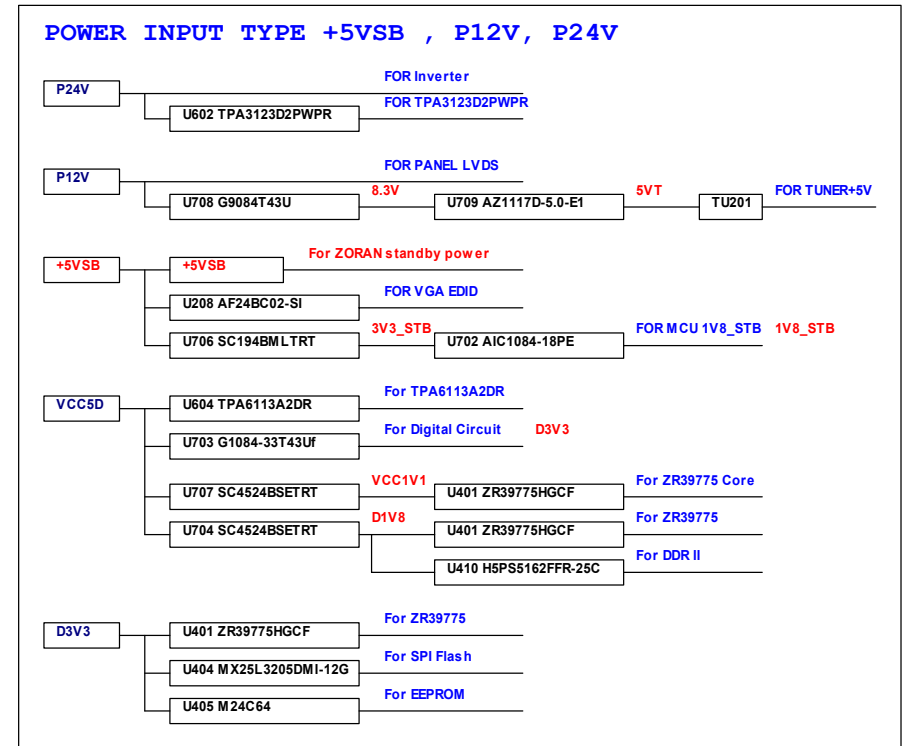 POWER INPUT TYPE +5VSB , P12V, P24V
FOR Inverter
P24V
FOR TPA3123D2PWPR
U602 TPA3123D2PWPR
FOR PANEL LVDS
P12V
8.3V 5VT FOR TUNER+5V
U708 G9084T43U U709 AZ1117D-5.0-E1 TU201
For ZORAN standby power
+5VSB +5VSB
FOR VGA EDID
U208 AF24BC02-SI
3V3_STB FOR MCU 1V8_STB 1V8_STB
U706 SC194BMLTRT U702 AIC1084-18PE
For TPA6113A2DR
VCC5D U604 TPA6113A2DR
For Digital Circuit D3V3
U703 G1084-33T43Uf
VCC1V1 For ZR39775 Core
U707 SC4524BSETRT U401 ZR39775HGCF
D1V8 For ZR39775
U704 SC4524BSETRT U401 ZR39775HGCF
For DDR II
U410 H5PS5162FFR-25C
For ZR39775
D3V3 U401 ZR39775HGCF
For SPI Flash
U404 MX25L3205DMI-12G
For EEPROM
U405 M24C64